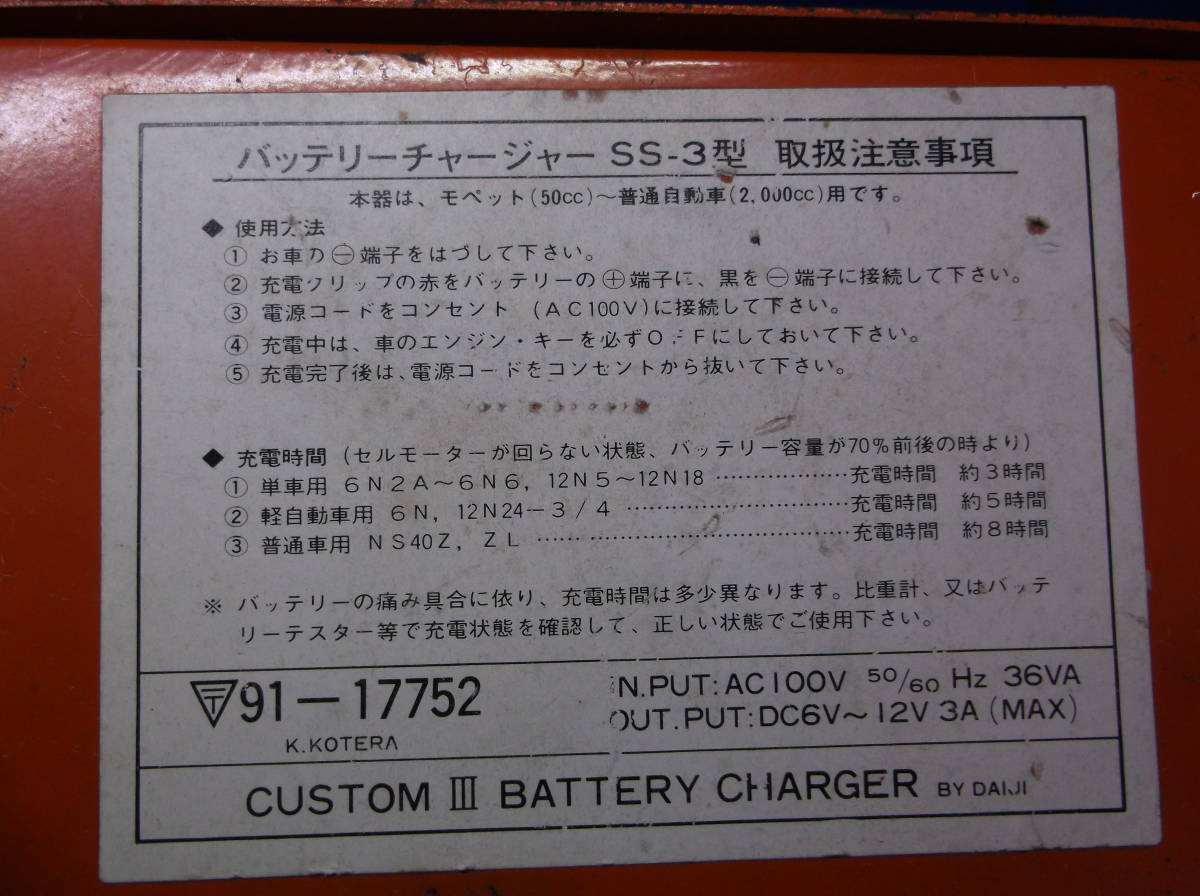 バッテリーチャージャー SS-3型 取扱注意事項
本器は、モペット(50cc)～普通自動車(2,000cc)用です。
◆ 使用方法
① お車の㊀端子をはづして下さい。
② 充電クリップの赤をバッテリーの⊕端子に、黒を㊀端子に接続して下さい。
③ 電源コードをコンセント (AC100V)に接続して下さい。
④ 充電中は、車のエンジン・キーを必ずOFFにしておいて下さい。
⑤ 充電完了後は、電源コードをコンセントから抜いて下さい。
◆ 充電時間 (セルモーターが回らない状態、バッテリー容量が70%前後の時より)
① 単車用 6N2A～6N6, 12N5～12N18 ………………充電時間 約3時間
② 軽自動車用 6N, 12N24-3/4 …………………………充電時間 約5時間
③ 普通車用 NS40Z, ZL ……………………………………充電時間 約8時間
※ バッテリーの痛み具合に依り、充電時間は多少異なります。比重計、又はバッテ
リーテスター等で充電状態を確認して、正しい状態でご使用下さい。
〒91-17752
K.KOTERA
IN.PUT:AC100V 50/60 Hz 36VA
OUT.PUT:DC6V～12V 3A (MAX)
CUSTOM III BATTERY CHARGER BY DAIJI